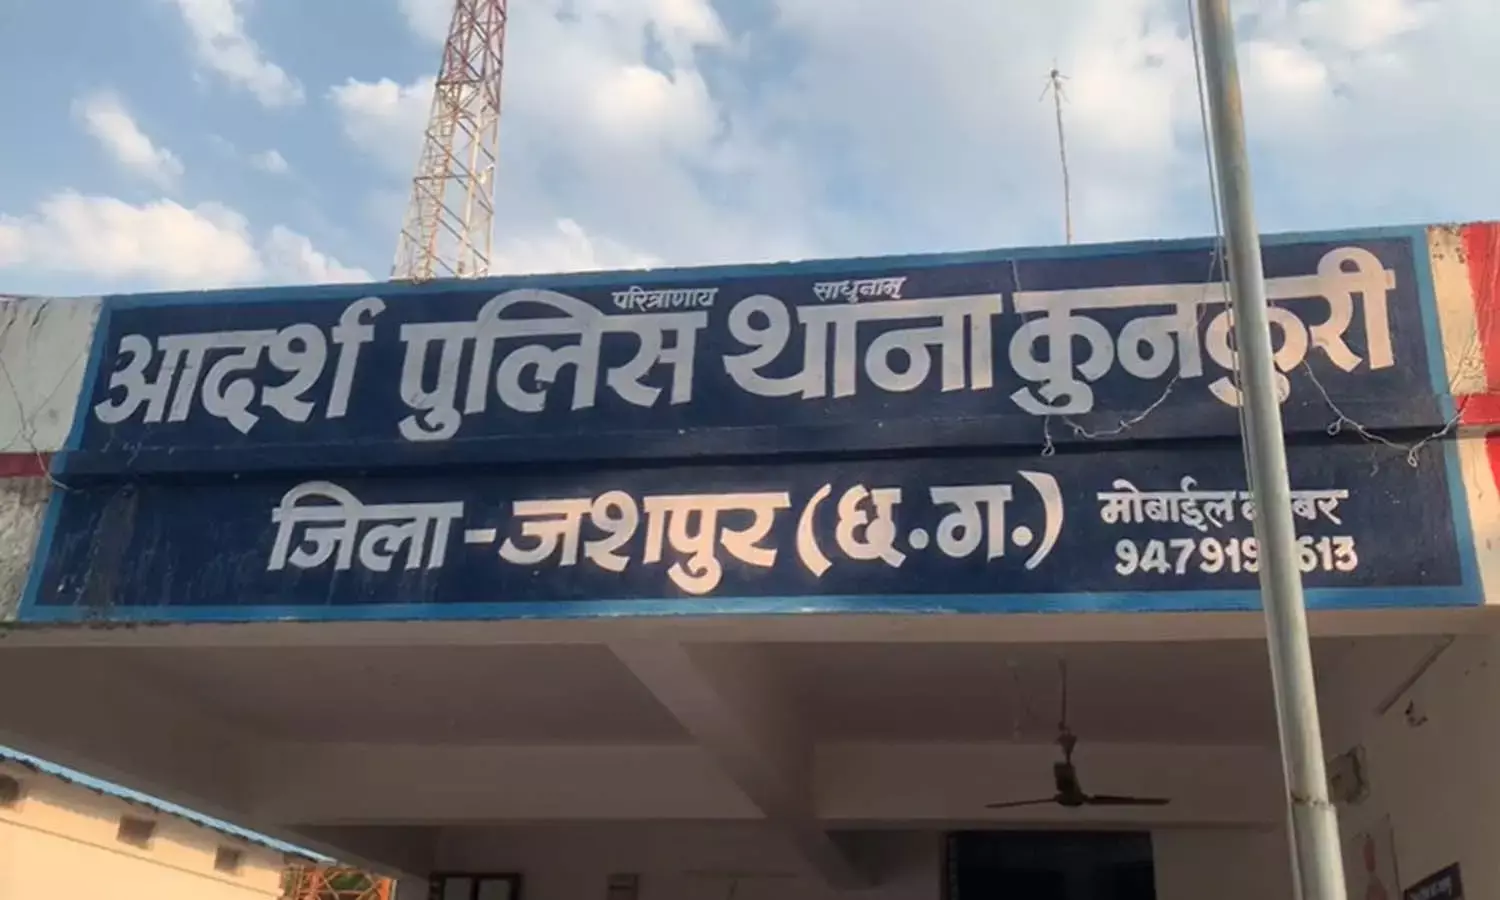 परित्राणाय साधुनाम्
आदर्श पुलिस थाना कुनकुरी
जिला - जशपुर (छ.ग.)
मोबाईल